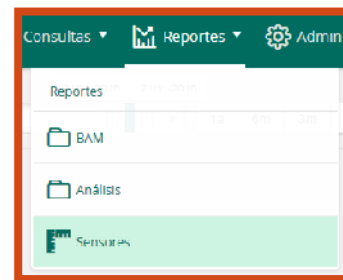 Consultas Reportes Admin
Reportes
BAM
Análisis
Sensores